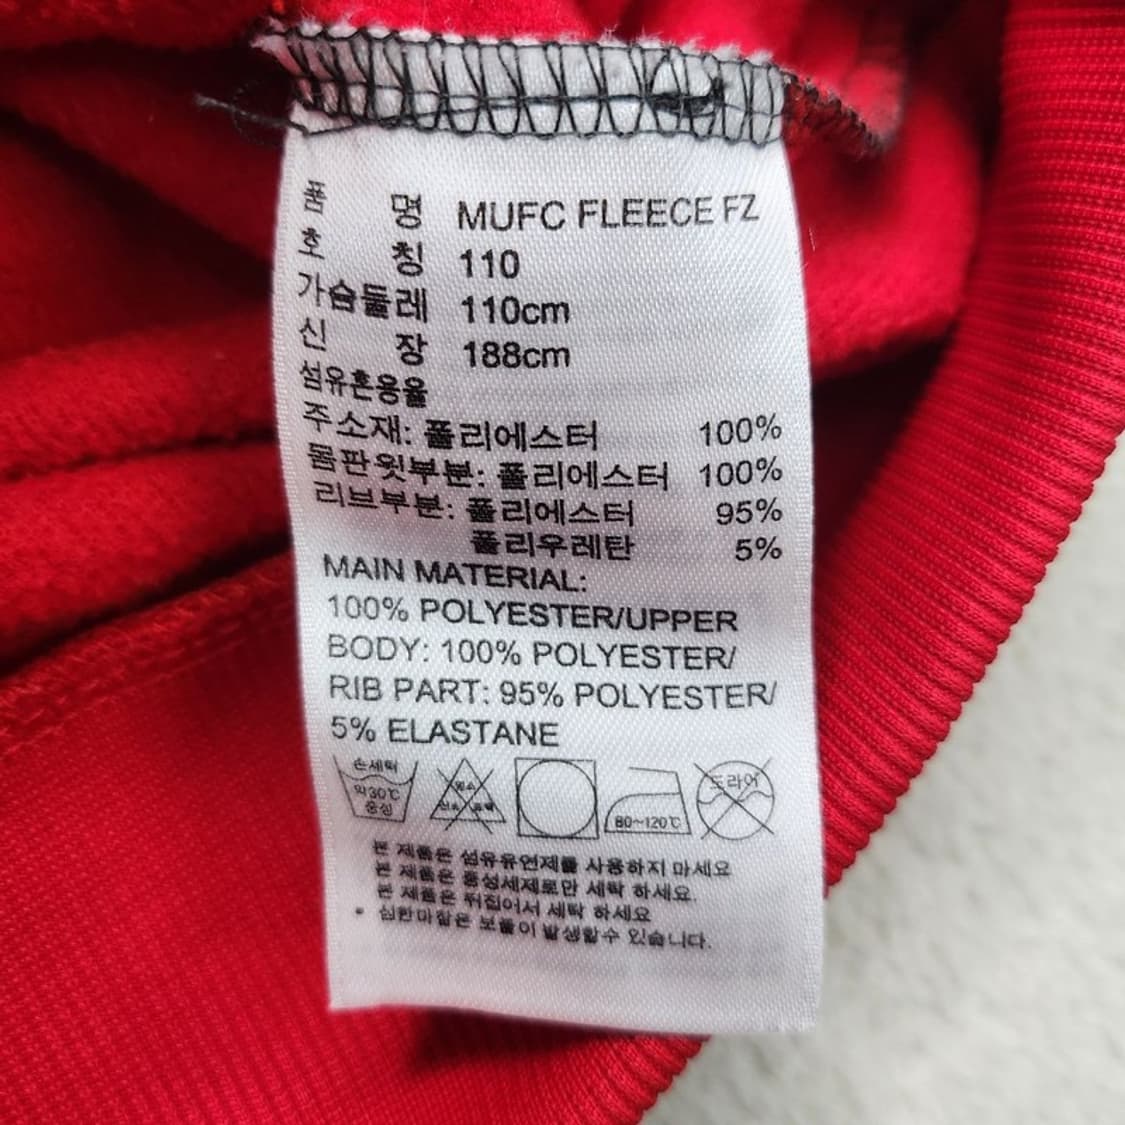 품 명 MUFC FLEECE FZ
호 칭 110
가슴둘레 110cm
신 장 188cm
섬유혼용율
주소재: 폴리에스터 100%
몸판윗부분: 폴리에스터 100%
리브부분: 폴리에스터 95%
폴리우레탄 5%
MAIN MATERIAL:
100% POLYESTER/UPPER
BODY: 100% POLYESTER/
RIB PART: 95% POLYESTER/
5% ELASTANE
손세탁
약30℃
중성
80~120℃
드라이
본 제품은 섬유유연제를 사용하지 마세요
본 제품은 중성세제로만 세탁 하세요.
본 제품은 뒤집어서 세탁 하세요
* 심한마찰은 보풀이 발생할수 있습니다.